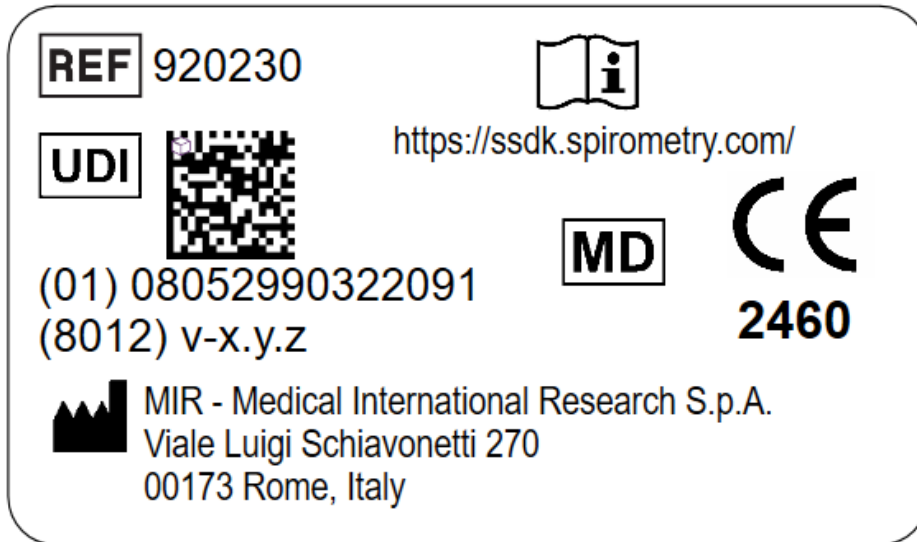 REF 920230
i
https://ssdk.spirometry.com/
UDI
(01) 08052990322091
(8012) v-x.y.z
MD
CE
2460
MIR - Medical International Research S.p.A.
Viale Luigi Schiavonetti 270
00173 Rome, Italy